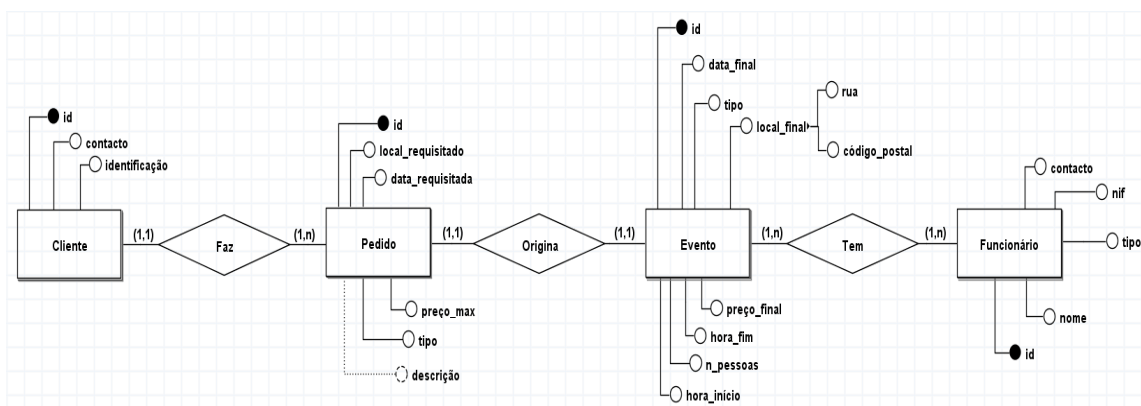 id
contacto
identificação
Cliente
(1,1)
Faz
(1,n)
id
local_requisitado
data_requisitada
Pedido
preço_max
tipo
descrição
(1,1)
Origina
(1,1)
id
data_final
tipo
local_final
rua
código_postal
Evento
preço_final
hora_fim
n_pessoas
hora_início
(1,n)
Tem
(1,n)
contacto
nif
tipo
Funcionário
nome
id